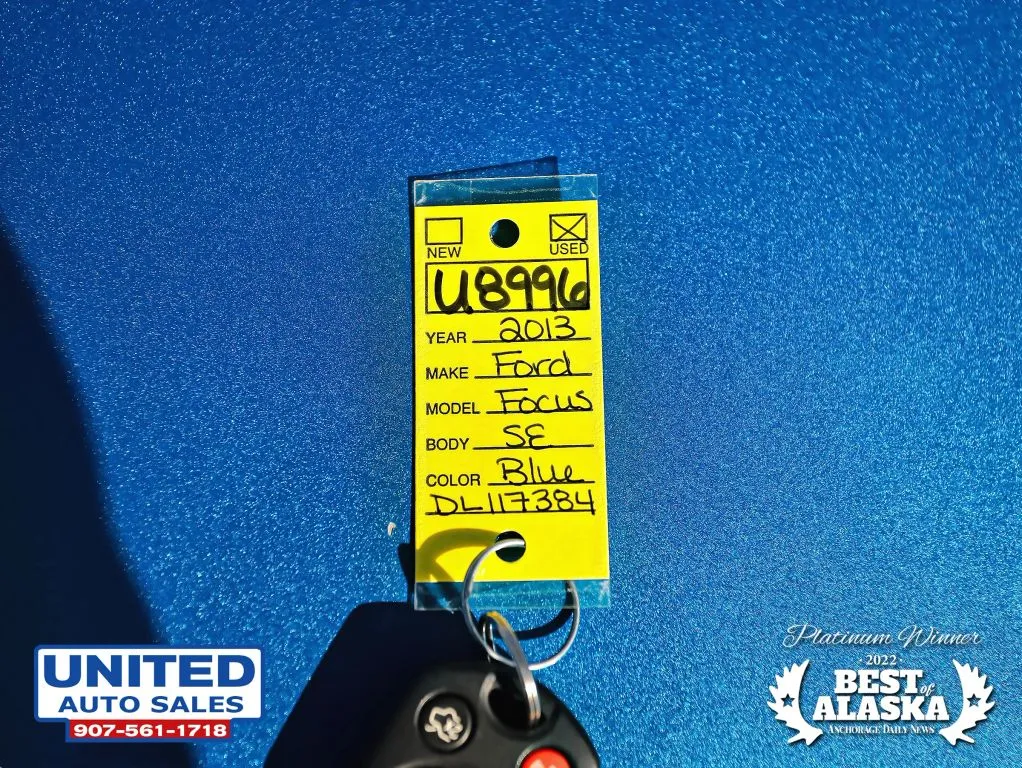 NEW USED
U8996
YEAR 2013
MAKE Ford
MODEL Focus
BODY SE
COLOR Blue
DL117384
UNITED
AUTO SALES
907-561-1718
Platinum Winner
· 2022 ·
BEST of
ALASKA
ANCHORAGE DAILY NEWS